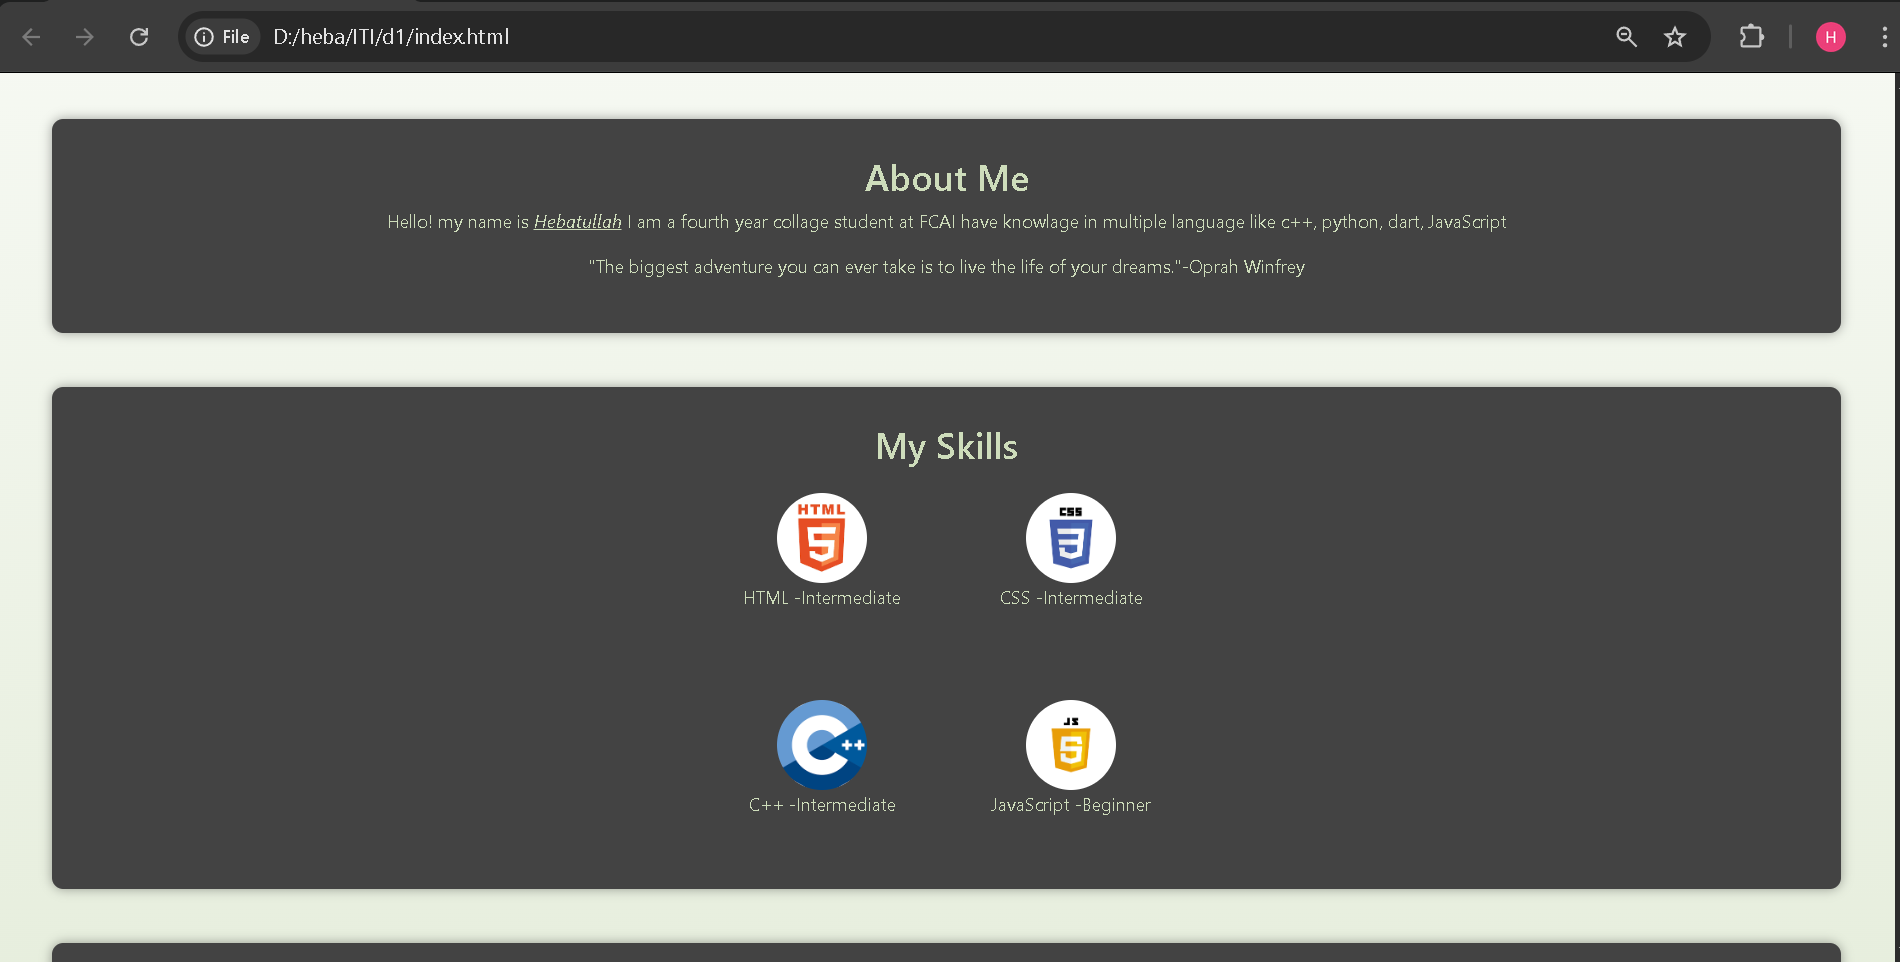 File D:/heba/ITI/d1/index.html H
About Me
Hello! my name is Hebatullah I am a fourth year collage student at FCAI have knowlage in multiple language like c++, python, dart, JavaScript
"The biggest adventure you can ever take is to live the life of your dreams."-Oprah Winfrey
My Skills
HTML 5
CSS 3
HTML -Intermediate
CSS -Intermediate
C++
JS 5
C++ -Intermediate
JavaScript -Beginner